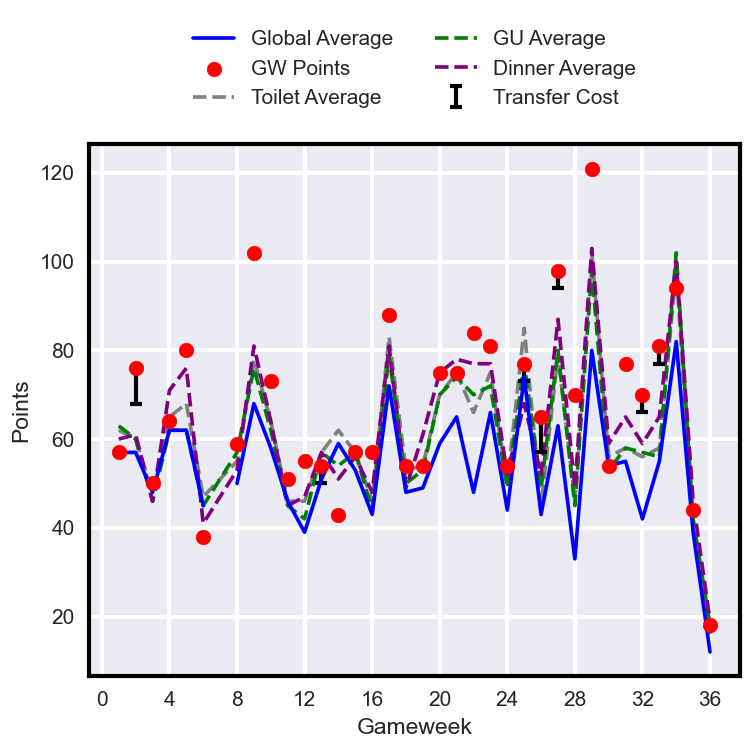 Global Average
GW Points
Toilet Average
GU Average
Dinner Average
Transfer Cost
120
100
80
60
40
20
Points
0 4 8 12 16 20 24 28 32 36
Gameweek